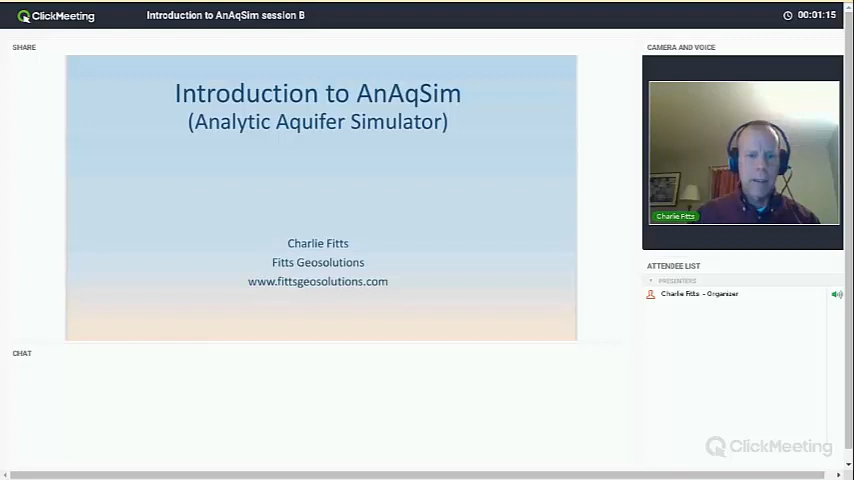 ClickMeeting
Introduction to AnAqSim session B
00:01:15
SHARE
CAMERA AND VOICE
Introduction to AnAqSim
(Analytic Aquifer Simulator)
Charlie Fitts
Fitts Geosolutions
www.fittsgeosolutions.com
Charlie Fitts
ATTENDEE LIST
PRESENTERS
Charlie Fitts - Organizer
CHAT
ClickMeeting